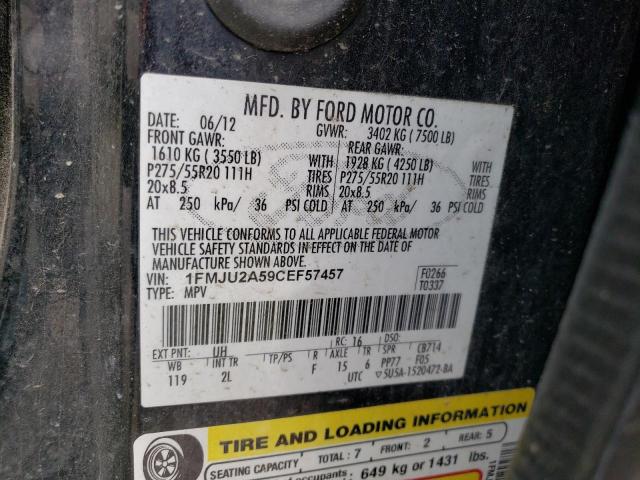 MFD. BY FORD MOTOR CO.
DATE: 06/12 GVWR: 3402 KG ( 7500 LB)
FRONT GAWR: REAR GAWR:
1610 KG ( 3550 LB) WITH 1928 KG ( 4250 LB) WITH
P275/55R20 111H TIRES P275/55R20 111H TIRES
20x8.5 RIMS 20x8.5 RIMS
AT 250 kPa/ 36 PSI COLD AT 250 kPa/ 36 PSI COLD
THIS VEHICLE CONFORMS TO ALL APPLICABLE FEDERAL MOTOR
VEHICLE SAFETY STANDARDS IN EFFECT ON THE DATE OF
MANUFACTURE SHOWN ABOVE.
VIN: 1FMJU2A59CEF57457 F0266
TYPE: MPV T0337
EXT PNT: UH RC: 16 DSO:
WB INT TR TP/PS R AXLE TR SPR CB714
119 2L F 15 6 PP77 F05
UTC 5U5A-1520472-BA
TIRE AND LOADING INFORMATION
SEATING CAPACITY TOTAL : 7 FRONT: 2 REAR: 5
occupants 649 kg or 1431 lbs.